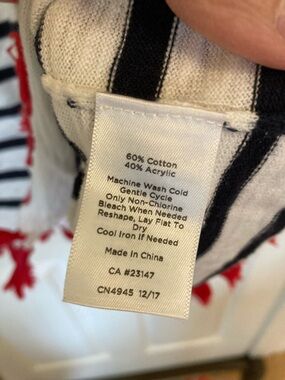 60% Cotton
40% Acrylic
Machine Wash Cold
Gentle Cycle
Only Non-Chlorine
Bleach When Needed
Reshape, Lay Flat To
Dry
Cool Iron If Needed
Made In China
CA #23147
CN4945 12/17